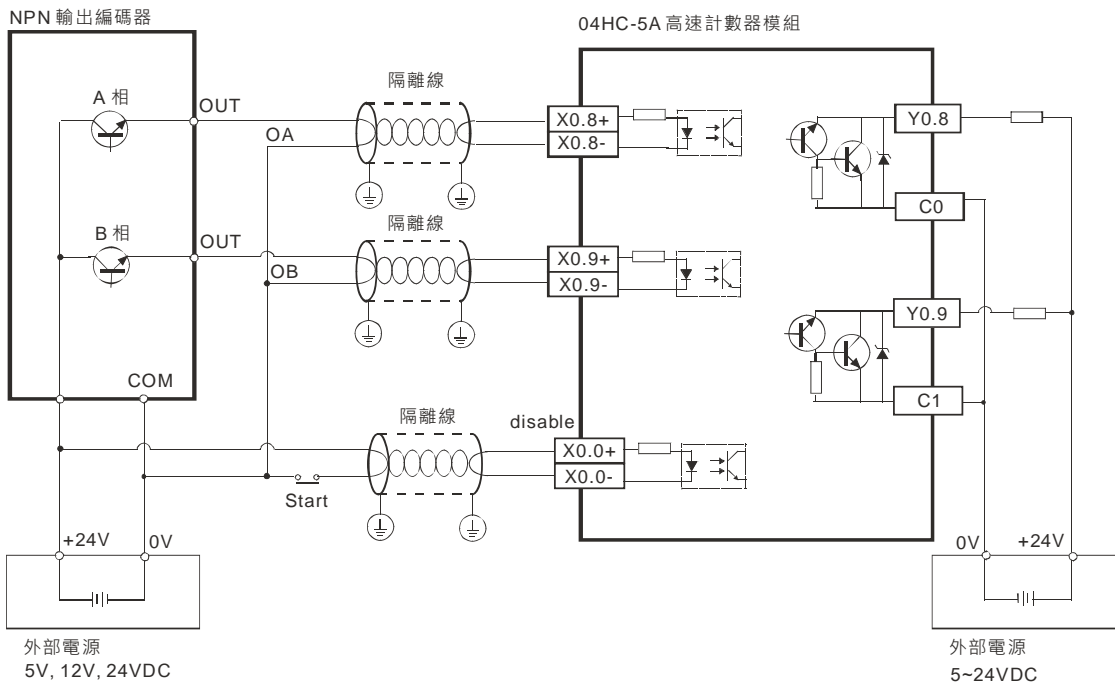 NPN 輸出編碼器
04HC-5A 高速計數器模組
A 相
OUT
OA
隔離線
X0.8+
X0.8-
Y0.8
C0
B 相
OUT
OB
隔離線
X0.9+
X0.9-
Y0.9
C1
COM
隔離線
disable
X0.0+
X0.0-
Start
+24V
0V
0V
+24V
外部電源
5V, 12V, 24VDC
外部電源
5~24VDC